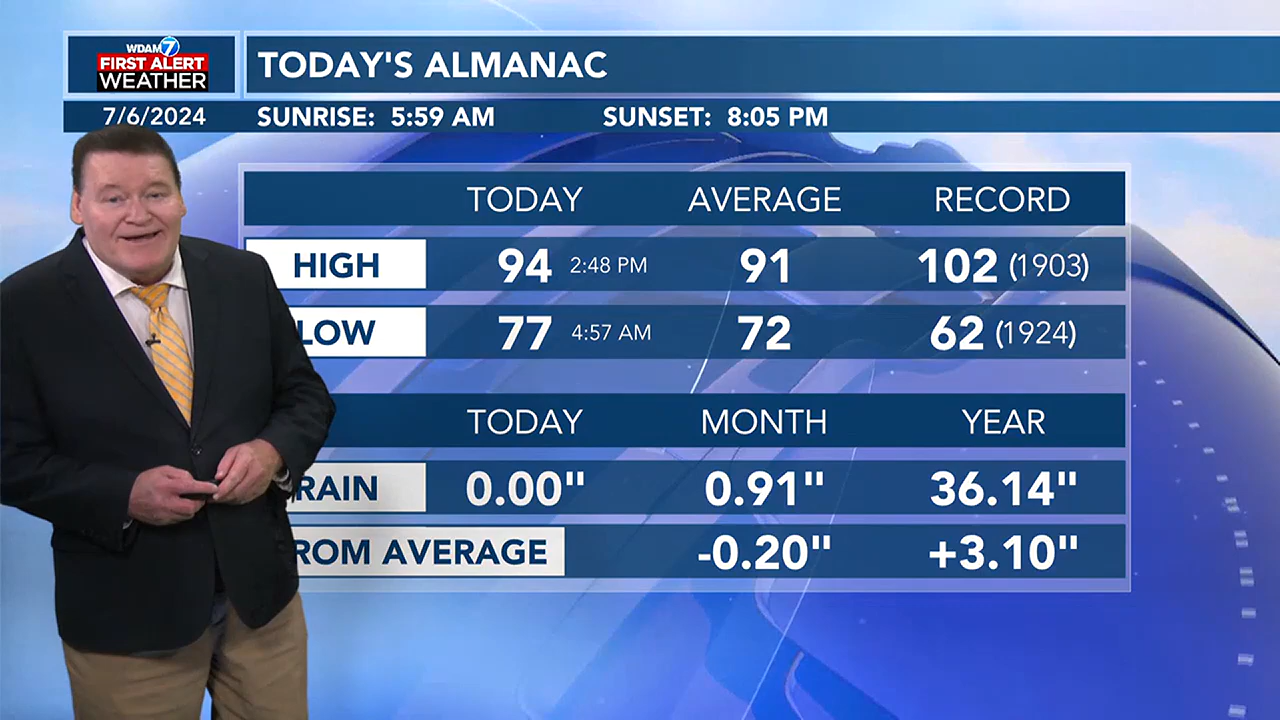 WDAM 7
FIRST ALERT
WEATHER
TODAY'S ALMANAC
7/6/2024 SUNRISE: 5:59 AM SUNSET: 8:05 PM
TODAY AVERAGE RECORD
HIGH 94 2:48 PM 91 102 (1903)
LOW 77 4:57 AM 72 62 (1924)
TODAY MONTH YEAR
RAIN 0.00" 0.91" 36.14"
ROM AVERAGE -0.20" +3.10"